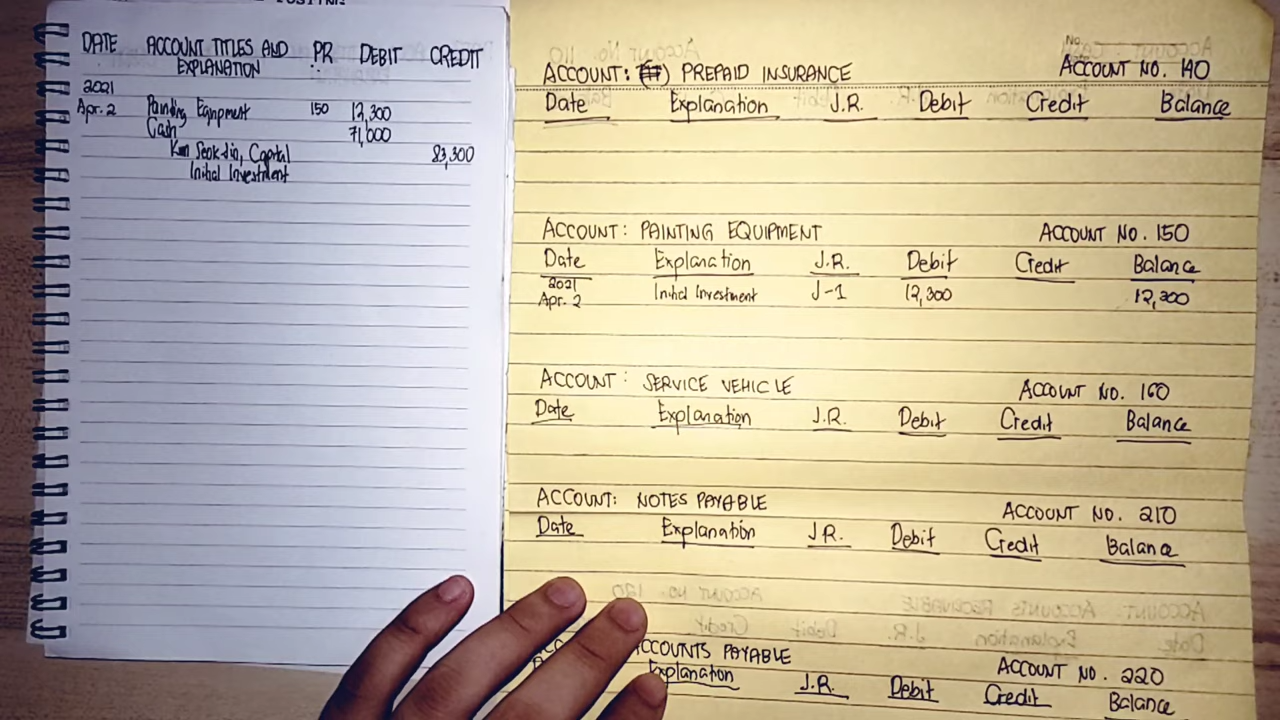 DATE ACCOUNT TITLES AND EXPLANATION PR DEBIT CREDIT
2021
Apr. 2 Painting Equipment 150 12,300
Cash 71,000
Kim Seok-Jin, Capital 83,300
Initial Investment
ACCOUNT: PREPAID INSURANCE ACCOUNT NO. 140
Date Explanation J.R. Debit Credit Balance
ACCOUNT: PAINTING EQUIPMENT ACCOUNT NO. 150
Date Explanation J.R. Debit Credit Balance
2021
Apr. 2 Initial Investment J-1 12,300 12,300
ACCOUNT: SERVICE VEHICLE ACCOUNT NO. 160
Date Explanation J.R. Debit Credit Balance
ACCOUNT: NOTES PAYABLE ACCOUNT NO. 210
Date Explanation J.R. Debit Credit Balance
ACCOUNTS PAYABLE ACCOUNT NO. 220
Explanation J.R. Debit Credit Balance